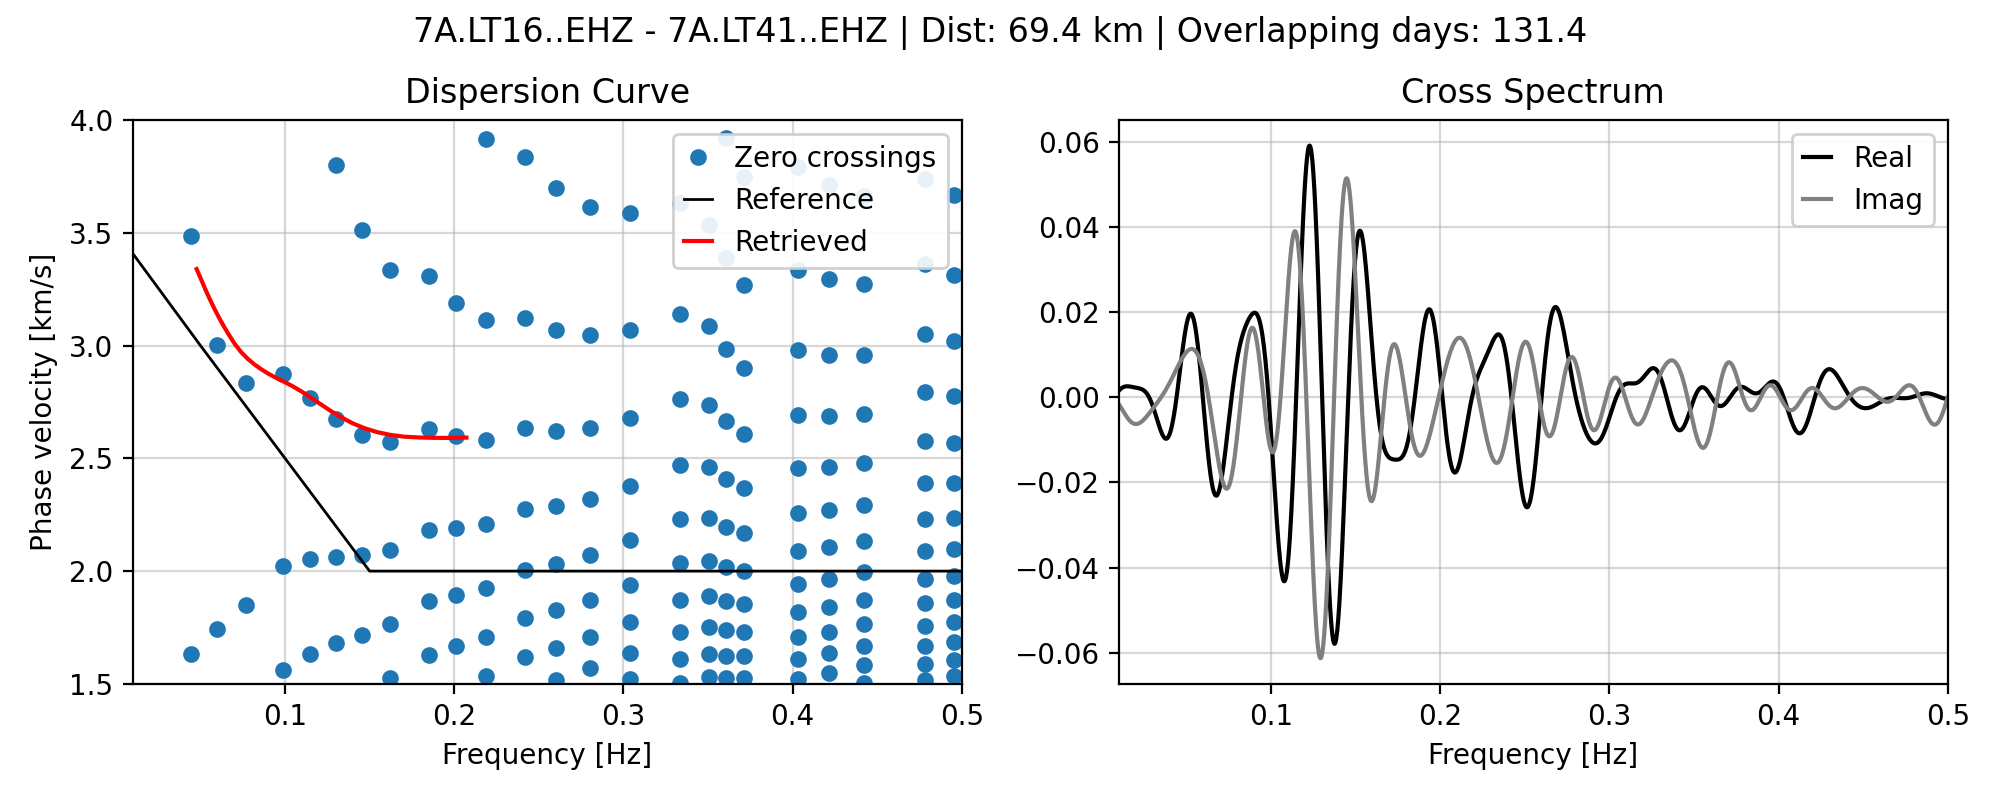 7A.LT16..EHZ - 7A.LT41..EHZ | Dist: 69.4 km | Overlapping days: 131.4
Dispersion Curve
4.0
3.5
3.0
2.5
2.0
1.5
Phase velocity [km/s]
0.1
0.2
0.3
0.4
0.5
Frequency [Hz]
Zero crossings
Reference
Retrieved
Cross Spectrum
0.06
0.04
0.02
0.00
−0.02
−0.04
−0.06
0.1
0.2
0.3
0.4
0.5
Frequency [Hz]
Real
Imag